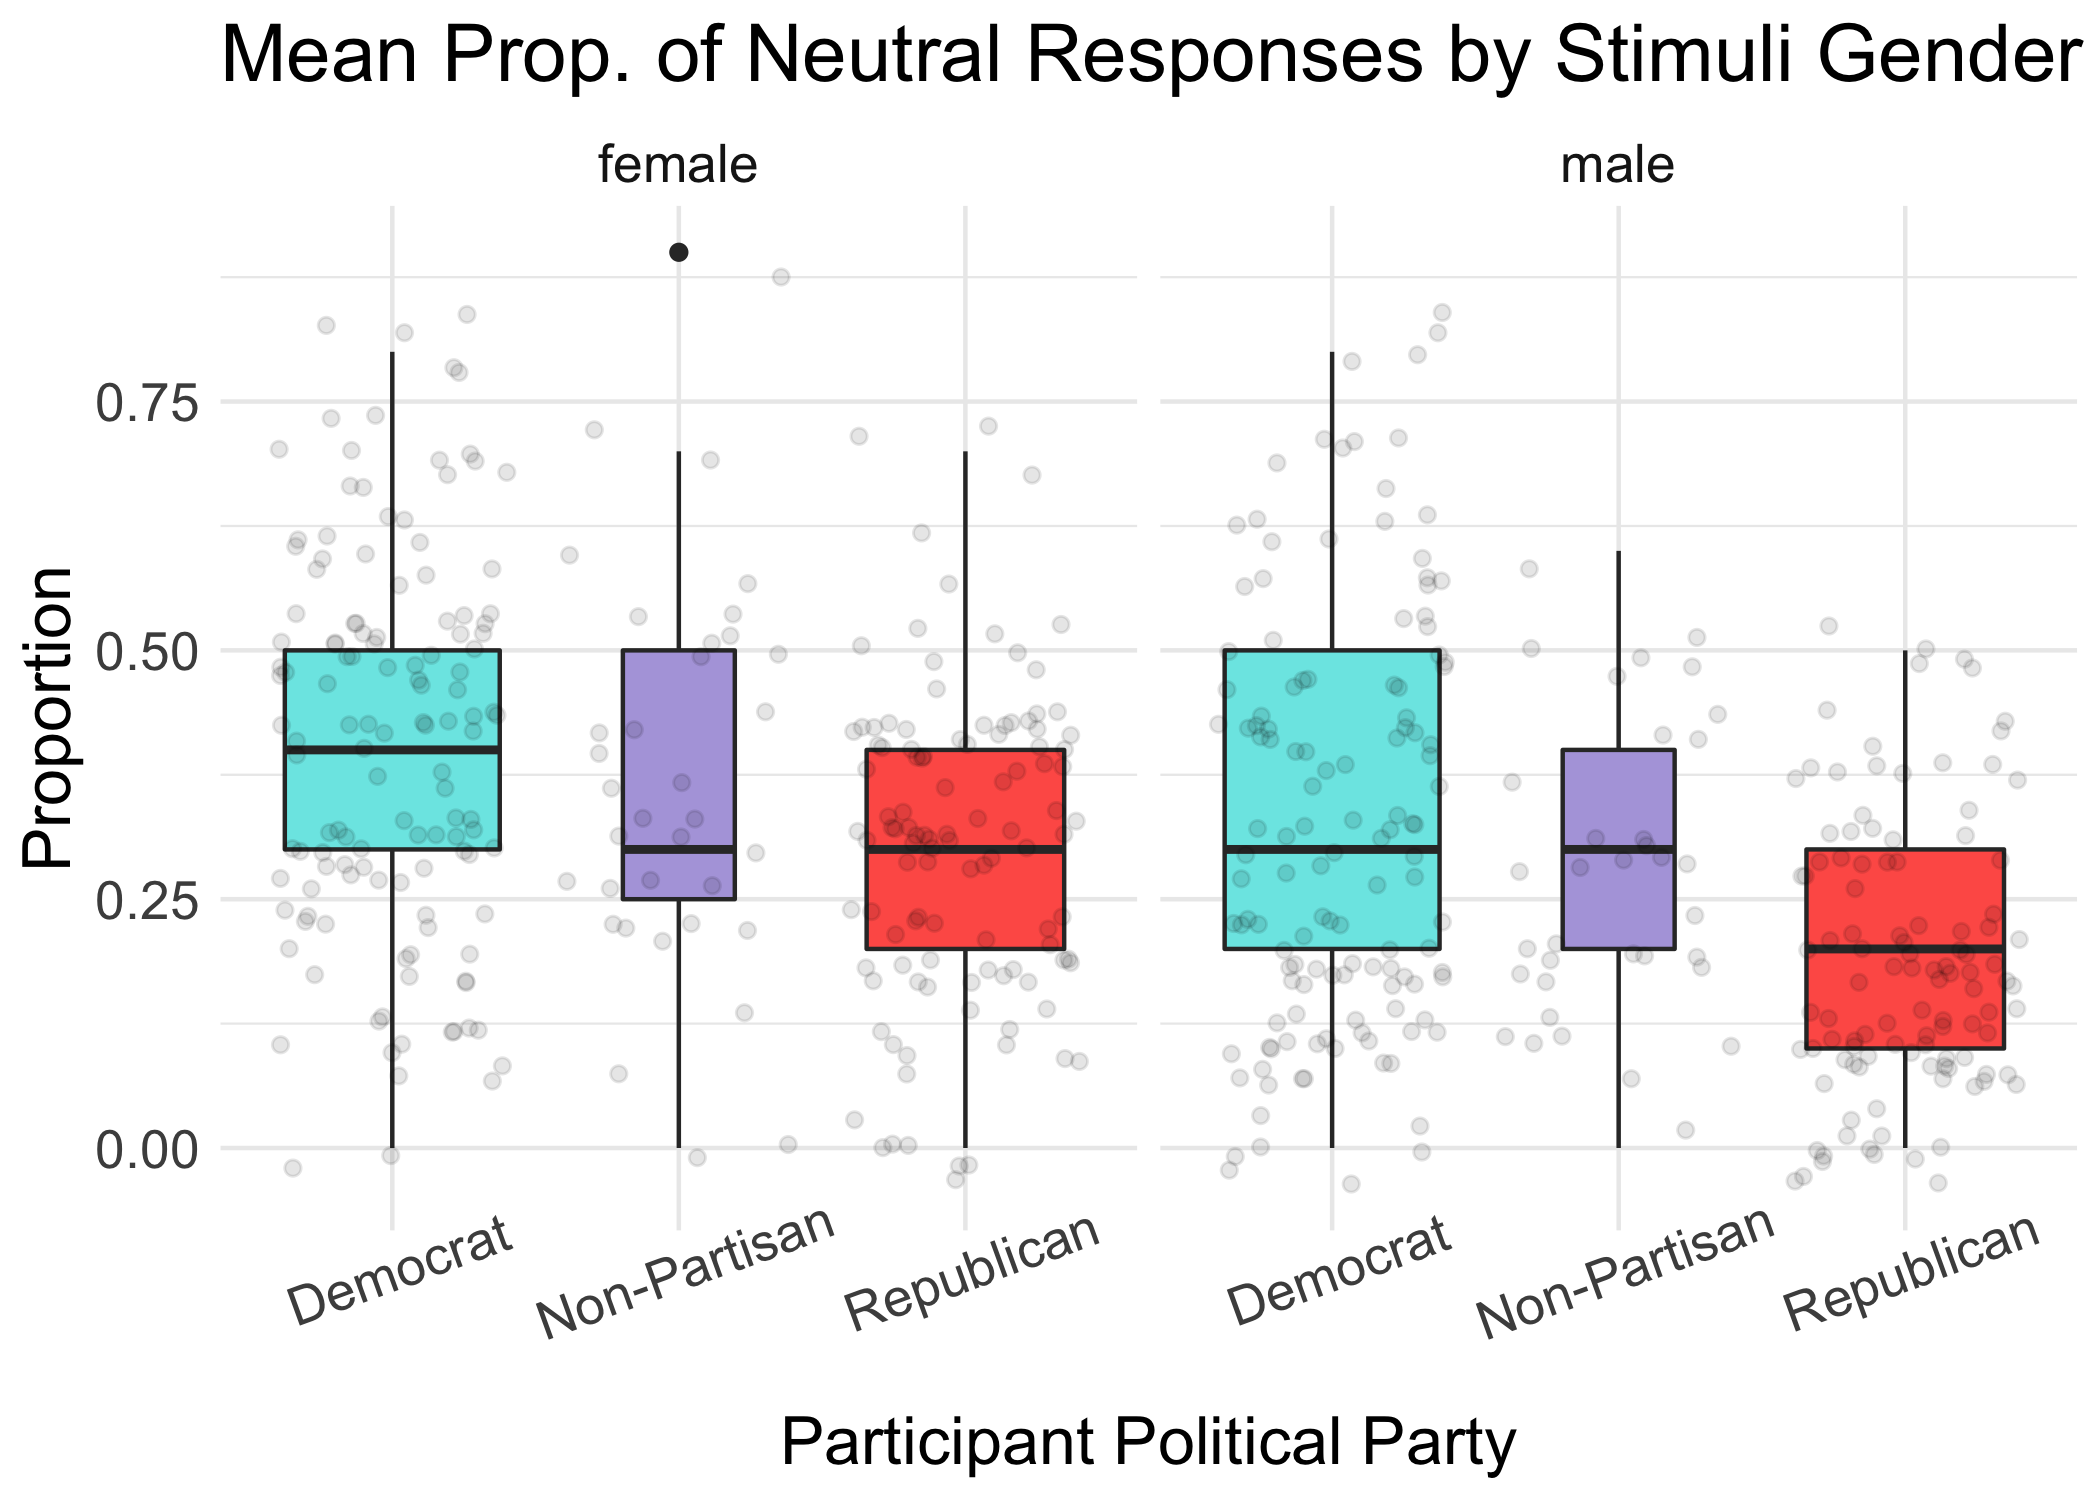 Mean Prop. of Neutral Responses by Stimuli Gender
female
male
Proportion
0.75
0.50
0.25
0.00
Democrat
Non-Partisan
Republican
Democrat
Non-Partisan
Republican
Participant Political Party